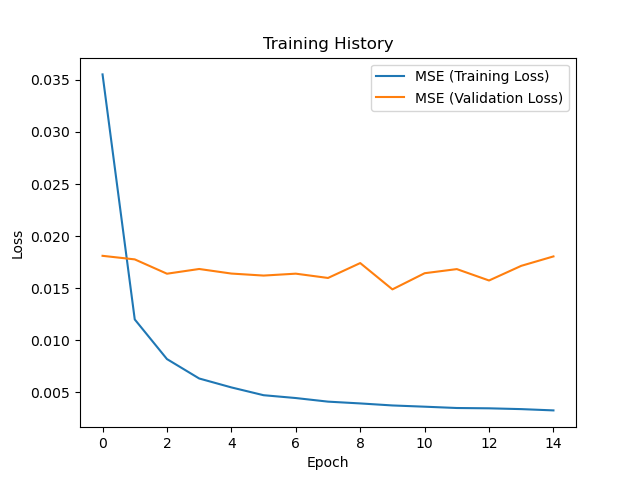 Training History
MSE (Training Loss)
MSE (Validation Loss)
0.035
0.030
0.025
0.020
0.015
0.010
0.005
Loss
0 2 4 6 8 10 12 14
Epoch